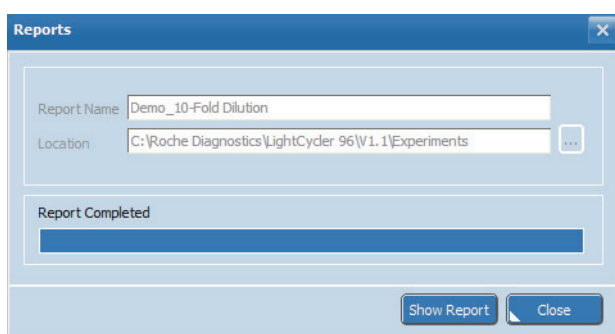 Reports
Report Name Demo_10-Fold Dilution
Location C:\Roche Diagnostics\LightCycler 96\V1.1\Experiments ...
Report Completed
Show Report Close